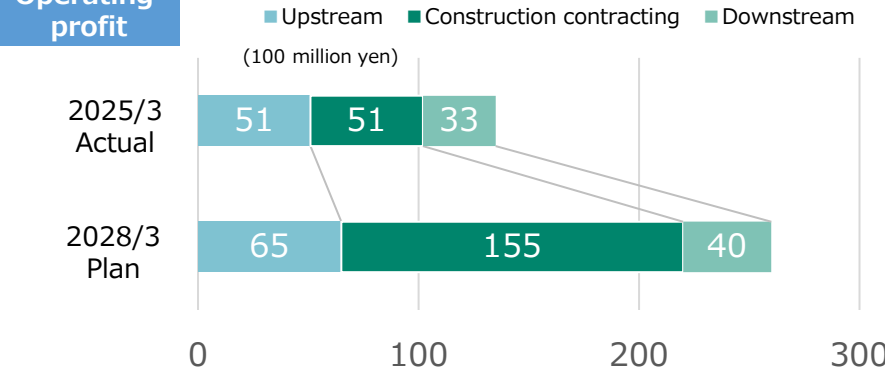 Operating
profit
Upstream Construction contracting Downstream
(100 million yen)
2025/3
Actual
51 51 33
2028/3
Plan
65 155 40
0 100 200 300